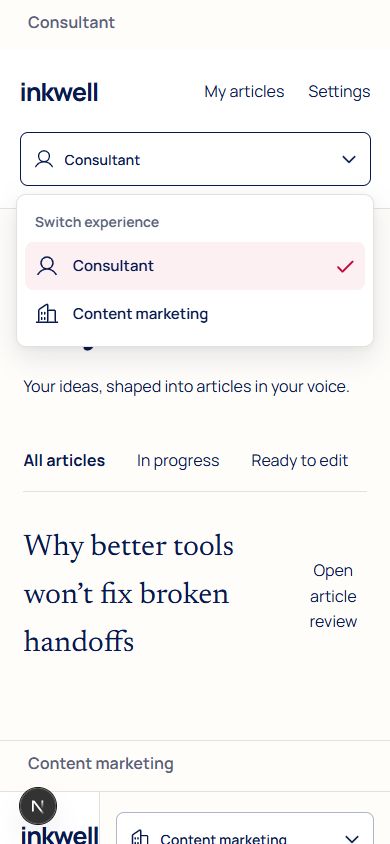 Consultant
inkwell
My articles
Settings
Consultant
Switch experience
Consultant
Content marketing
Your ideas, shaped into articles in your voice.
All articles
In progress
Ready to edit
Why better tools
won’t fix broken
handoffs
Open
article
review
Content marketing
N
inkwell
Content marketing